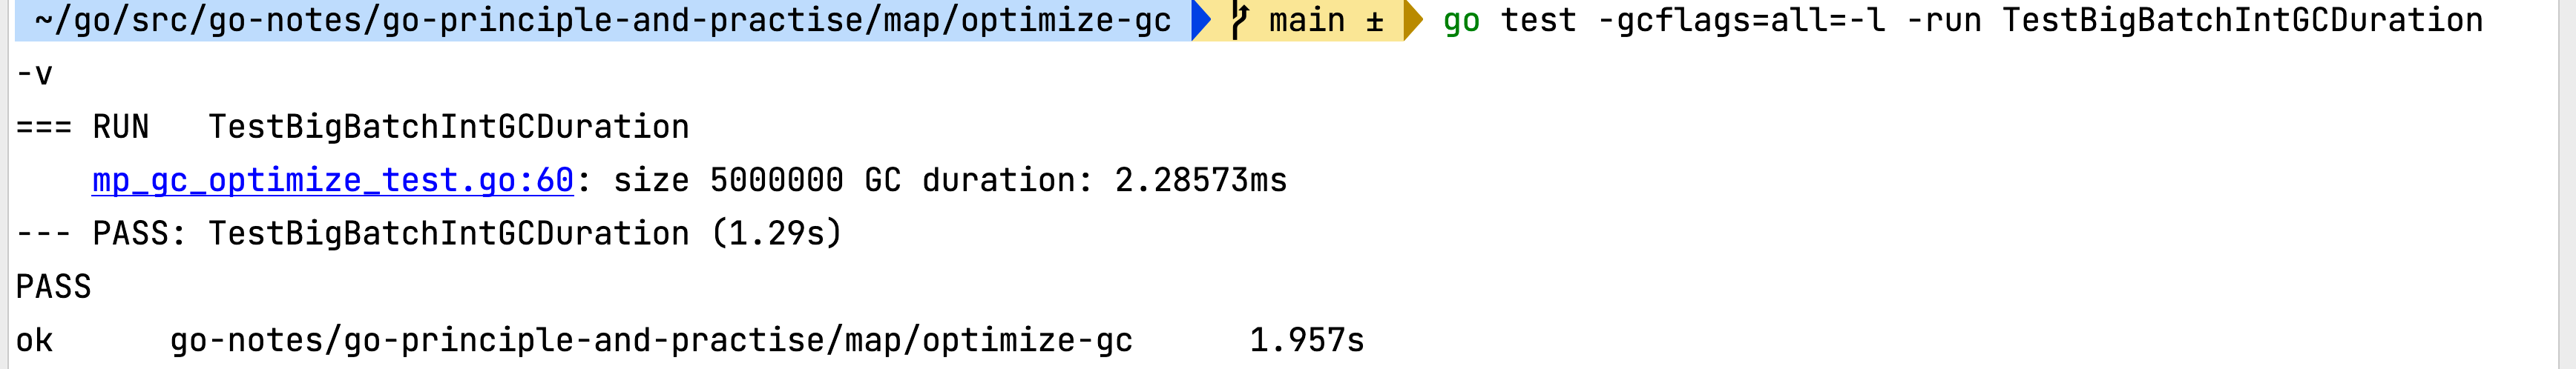 ~/go/src/go-notes/go-principle-and-practise/map/optimize-gc main ± go test -gcflags=all=-l -run TestBigBatchIntGCDuration
-v
=== RUN   TestBigBatchIntGCDuration
    mp_gc_optimize_test.go:60: size 5000000 GC duration: 2.28573ms
--- PASS: TestBigBatchIntGCDuration (1.29s)
PASS
ok      go-notes/go-principle-and-practise/map/optimize-gc      1.957s